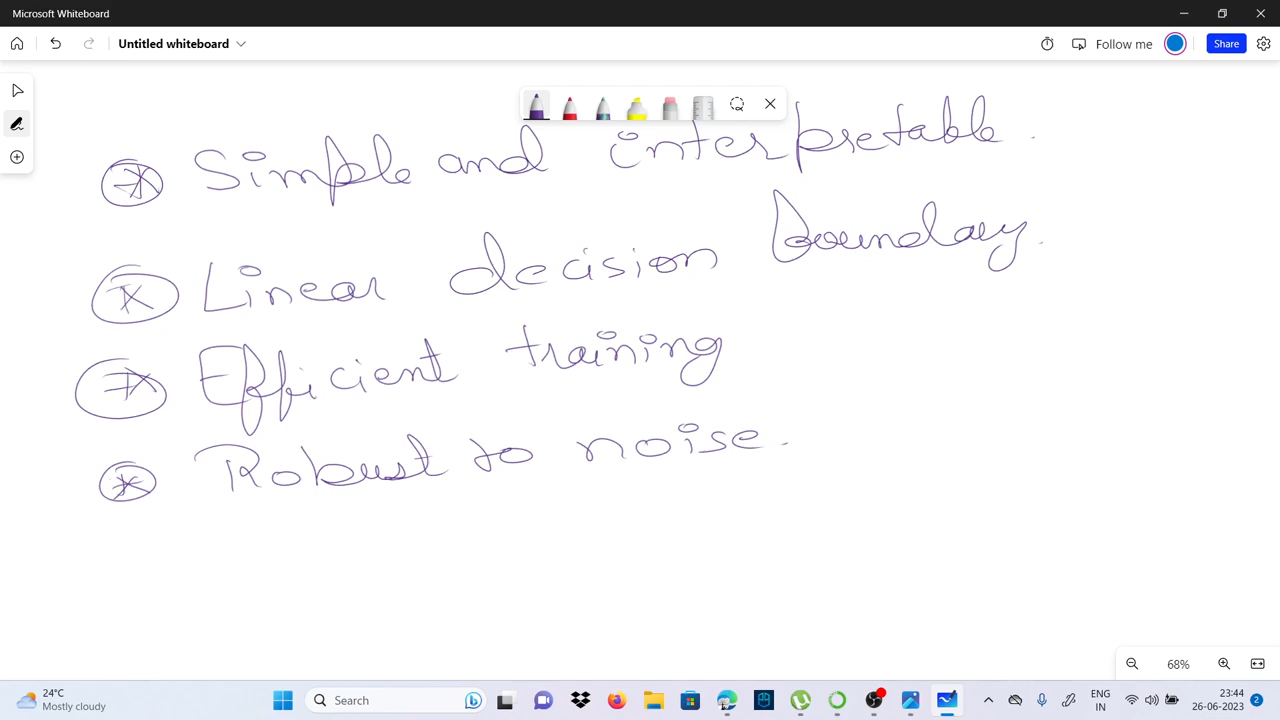 Microsoft Whiteboard
Untitled whiteboard
Follow me
Share
Simple and interpretable.
Linear decision boundary.
Efficient training
Robust to noise.
68%
24°C
Mostly cloudy
Search
ENG
IN
23:44
26-06-2023
2